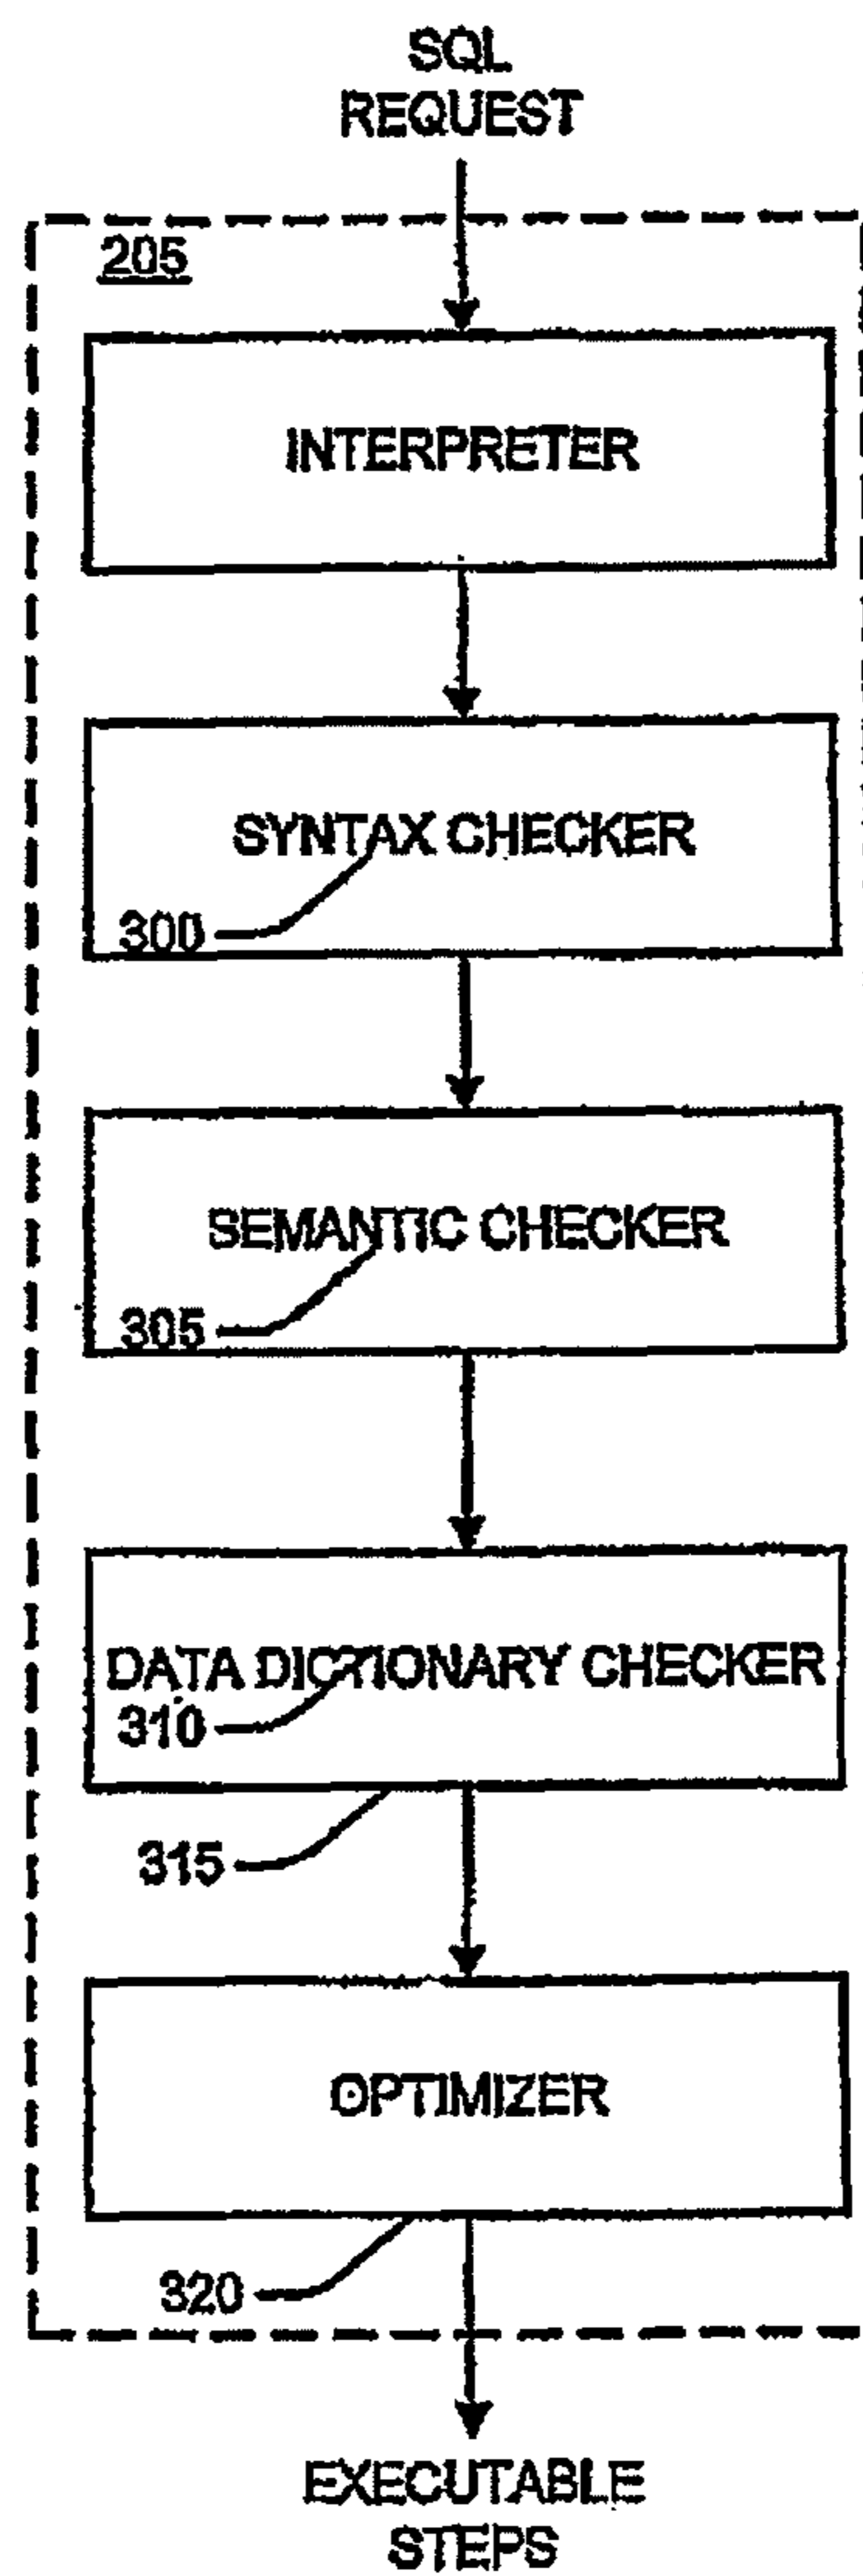 SQL
REQUEST
205
INTERPRETER
SYNTAX CHECKER
300
SEMANTIC CHECKER
305
DATA DICTIONARY CHECKER
310
315
OPTIMIZER
320
EXECUTABLE
STEPS